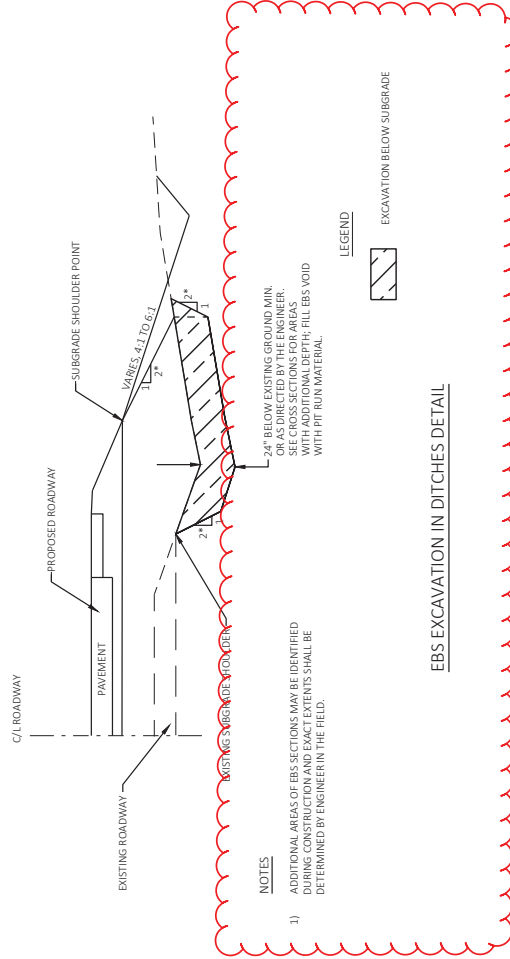 C/L ROADWAY
PROPOSED ROADWAY
SUBGRADE SHOULDER POINT
PAVEMENT
VARIES, 4:1 TO 6:1
1
2*
2*
1
2*
1
EXISTING ROADWAY
EXISTING SUBGRADE SHOULDER
24" BELOW EXISTING GROUND MIN.
OR AS DIRECTED BY THE ENGINEER.
SEE CROSS SECTIONS FOR AREAS
WITH ADDITIONAL DEPTH; FILL EBS VOID
WITH PIT RUN MATERIAL.
NOTES
1) ADDITIONAL AREAS OF EBS SECTIONS MAY BE IDENTIFIED
DURING CONSTRUCTION AND EXACT EXTENTS SHALL BE
DETERMINED BY ENGINEER IN THE FIELD.
LEGEND
EXCAVATION BELOW SUBGRADE
EBS EXCAVATION IN DITCHES DETAIL